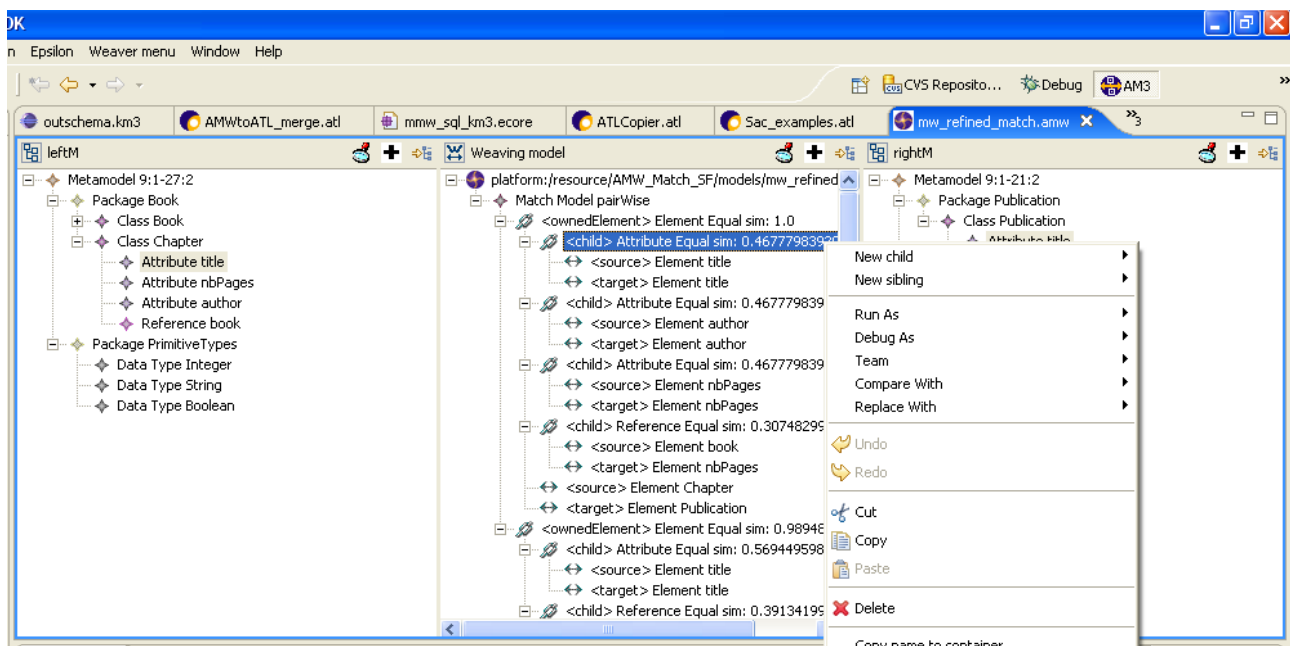 OK
n Epsilon Weaver menu Window Help
CVS Reposito... Debug AM3 »
outschema.km3 AMWtoATL_merge.atl mmw_sql_km3.ecore ATLCopier.atl Sac_examples.atl mw_refined_match.amw »3
leftM
Metamodel 9:1-27:2
Package Book
Class Book
Class Chapter
Attribute title
Attribute nbPages
Attribute author
Reference book
Package PrimitiveTypes
Data Type Integer
Data Type String
Data Type Boolean
Weaving model
platform:/resource/AMW_Match_SF/models/mw_refined
Match Model pairWise
<ownedElement> Element Equal sim: 1.0
<child> Attribute Equal sim: 0.4677798392
<source> Element title
<target> Element title
<child> Attribute Equal sim: 0.467779839
<source> Element author
<target> Element author
<child> Attribute Equal sim: 0.467779839
<source> Element nbPages
<target> Element nbPages
<child> Reference Equal sim: 0.30748299
<source> Element book
<target> Element nbPages
<source> Element Chapter
<target> Element Publication
<ownedElement> Element Equal sim: 0.98948
<child> Attribute Equal sim: 0.569449598
<source> Element title
<target> Element title
<child> Reference Equal sim: 0.39134199
rightM
Metamodel 9:1-21:2
Package Publication
Class Publication
Attribute title
New child
New sibling
Run As
Debug As
Team
Compare With
Replace With
Undo
Redo
Cut
Copy
Paste
Delete
Copy name to container